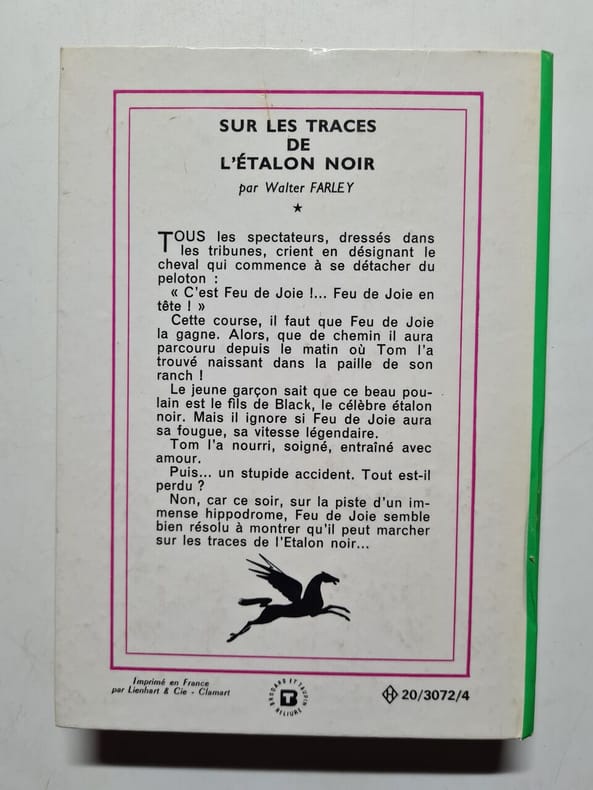 SUR LES TRACES
DE
L'ÉTALON NOIR
par Walter FARLEY
TOUS les spectateurs, dressés dans
les tribunes, crient en désignant le
cheval qui commence à se détacher du
peloton :
« C'est Feu de Joie !... Feu de Joie en
tête ! »
Cette course, il faut que Feu de Joie
la gagne. Alors, que de chemin il aura
parcouru depuis le matin où Tom l'a
trouvé naissant dans la paille de son
ranch !
Le jeune garçon sait que ce beau pou-
lain est le fils de Black, le célèbre étalon
noir. Mais il ignore si Feu de Joie aura
sa fougue, sa vitesse légendaire.
Tom l'a nourri, soigné, entraîné avec
amour.
Puis... un stupide accident. Tout est-il
perdu ?
Non, car ce soir, sur la piste d'un im-
mense hippodrome, Feu de Joie semble
bien résolu à montrer qu'il peut marcher
sur les traces de l'Etalon noir...
Imprimé en France
par Lienhart & Cie - Clamart
BRODARD ET TAUPIN
RELIURE
B
H 20/3072/4